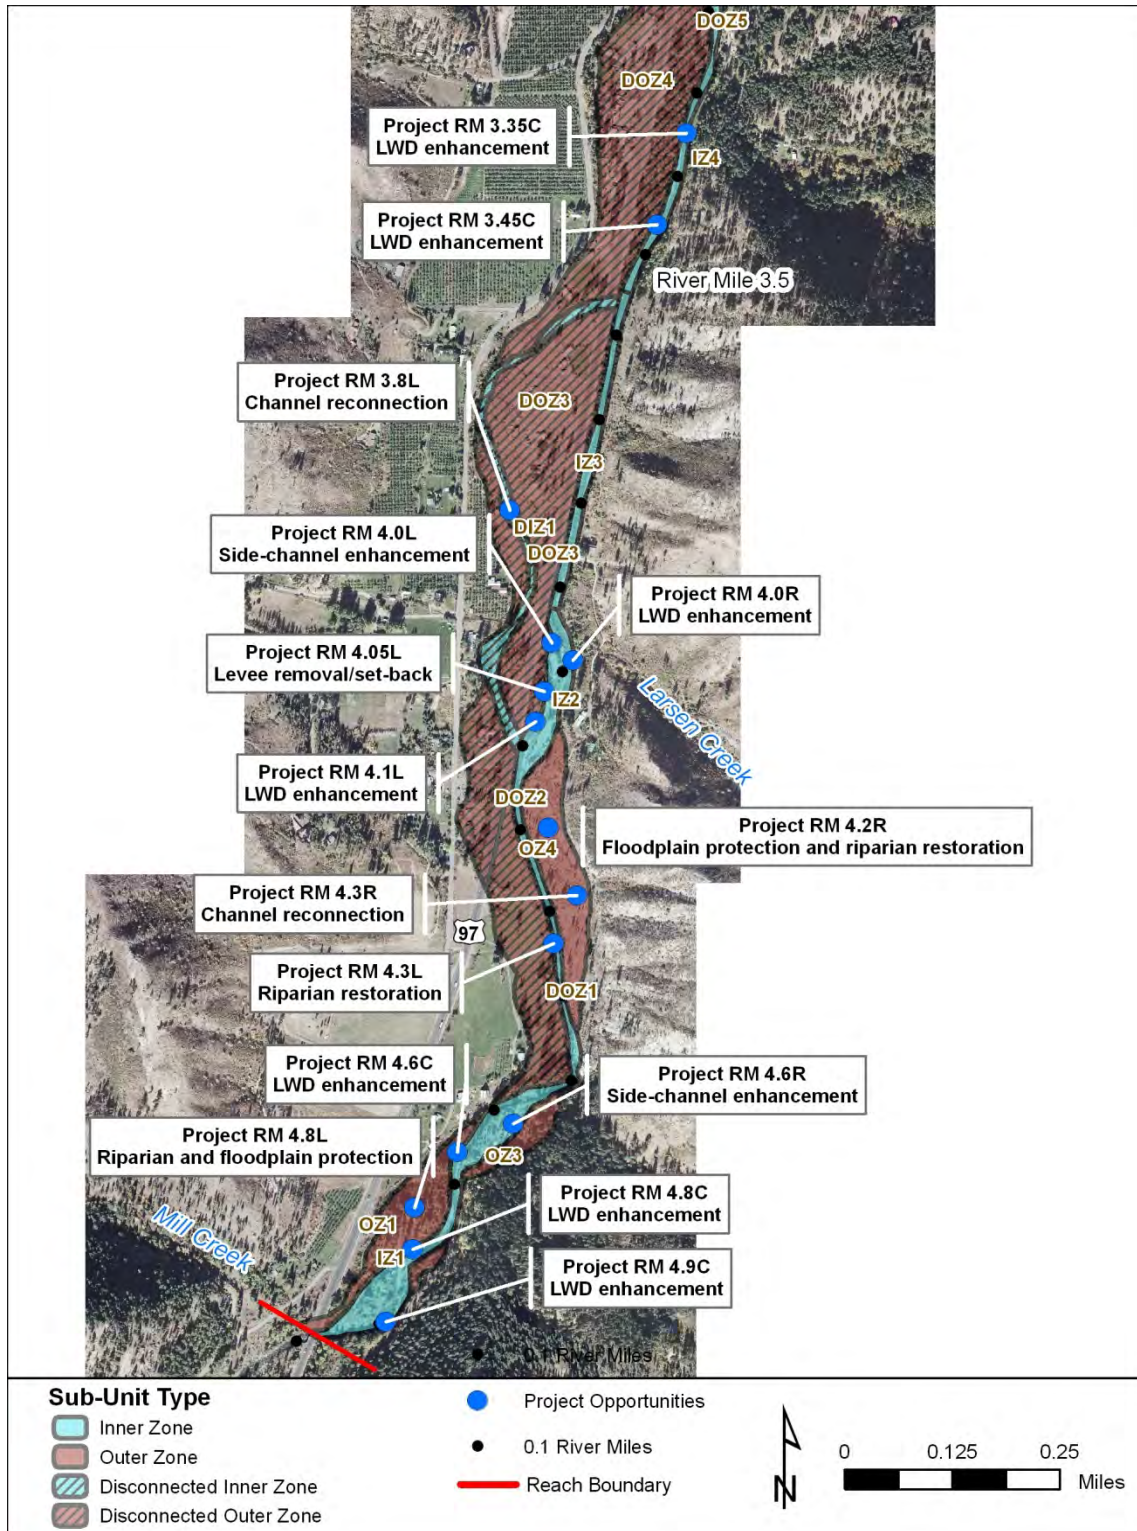 DOZ5
DOZ4
Project RM 3.35C
LWD enhancement
IZ4
Project RM 3.45C
LWD enhancement
River Mile 3.5
Project RM 3.8L
Channel reconnection
DOZ3
IZ3
DIZ1
Project RM 4.0L
Side-channel enhancement
DOZ3
Project RM 4.0R
LWD enhancement
Project RM 4.05L
Levee removal/set-back
IZ2
Larsen Creek
Project RM 4.1L
LWD enhancement
DOZ2
OZ4
Project RM 4.2R
Floodplain protection and riparian restoration
Project RM 4.3R
Channel reconnection
97
Project RM 4.3L
Riparian restoration
DOZ1
Project RM 4.6C
LWD enhancement
Project RM 4.6R
Side-channel enhancement
Project RM 4.8L
Riparian and floodplain protection
OZ3
Project RM 4.8C
LWD enhancement
Mill Creek
OZ1
IZ1
Project RM 4.9C
LWD enhancement
0.1 River Miles
Sub-Unit Type
Inner Zone
Outer Zone
Disconnected Inner Zone
Disconnected Outer Zone
Project Opportunities
0.1 River Miles
Reach Boundary
N
0 0.125 0.25
Miles